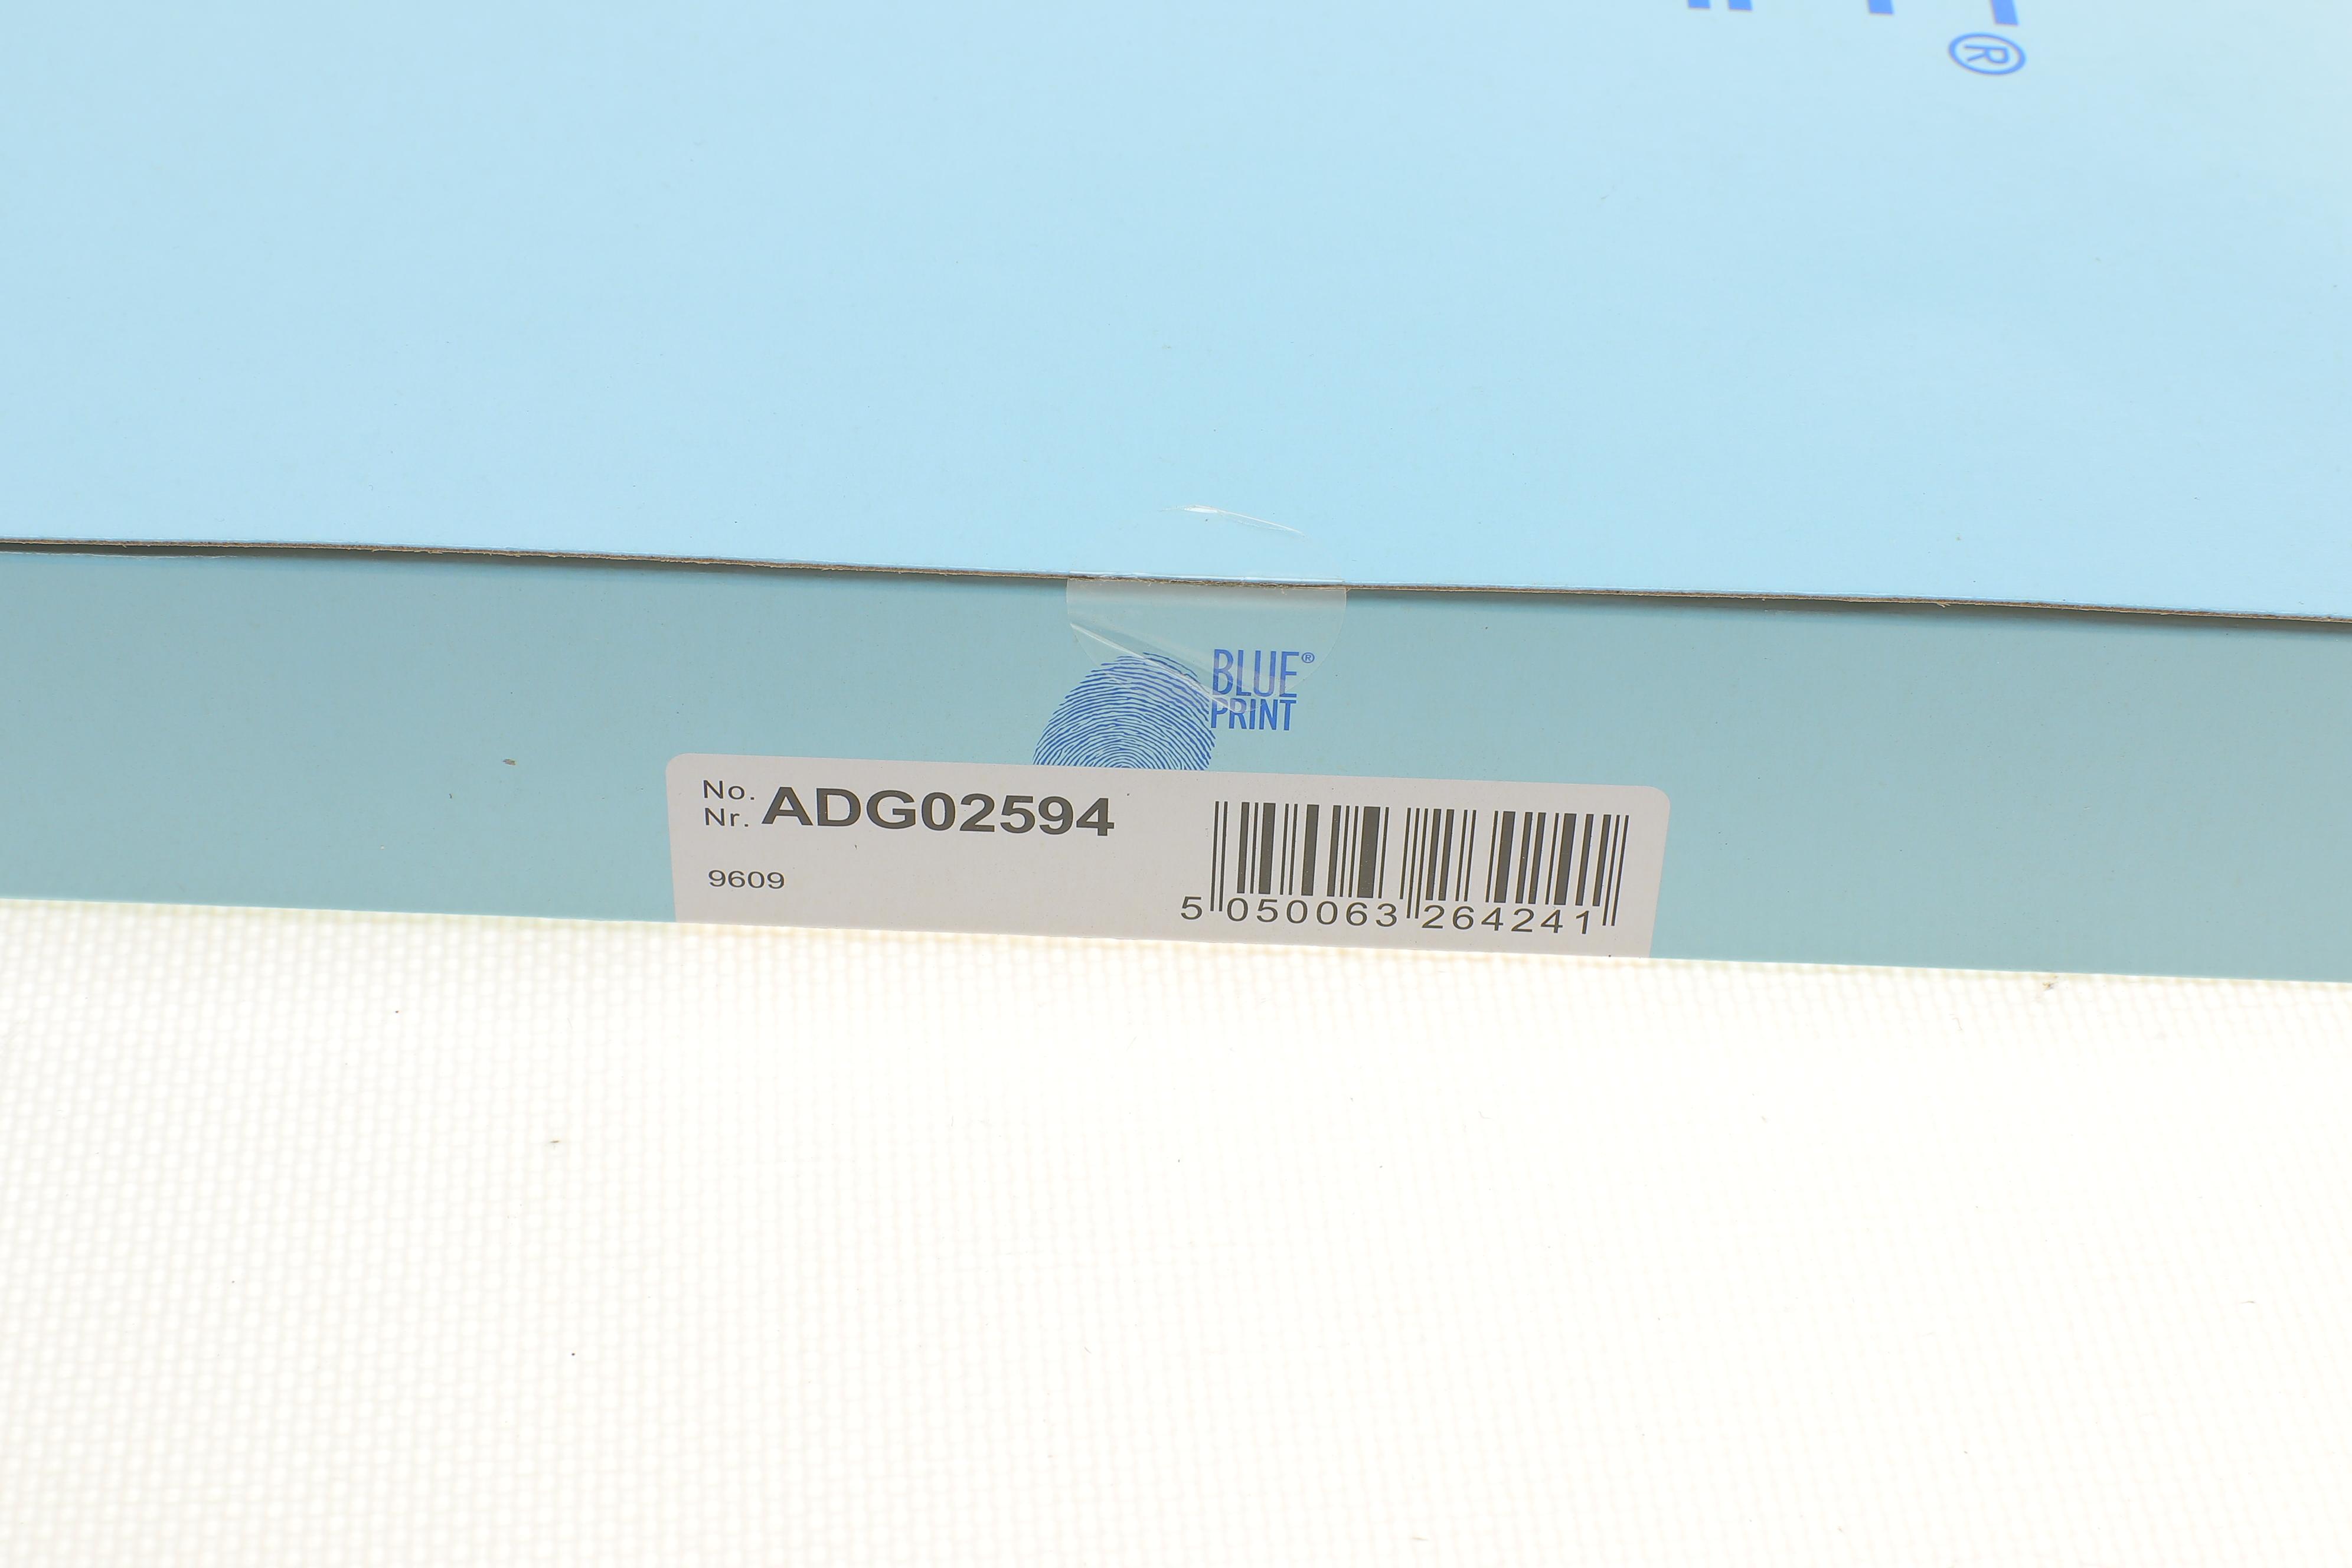 ®
BLUE®
PRINT
No.
Nr. ADG02594
9609
5 050063 264241